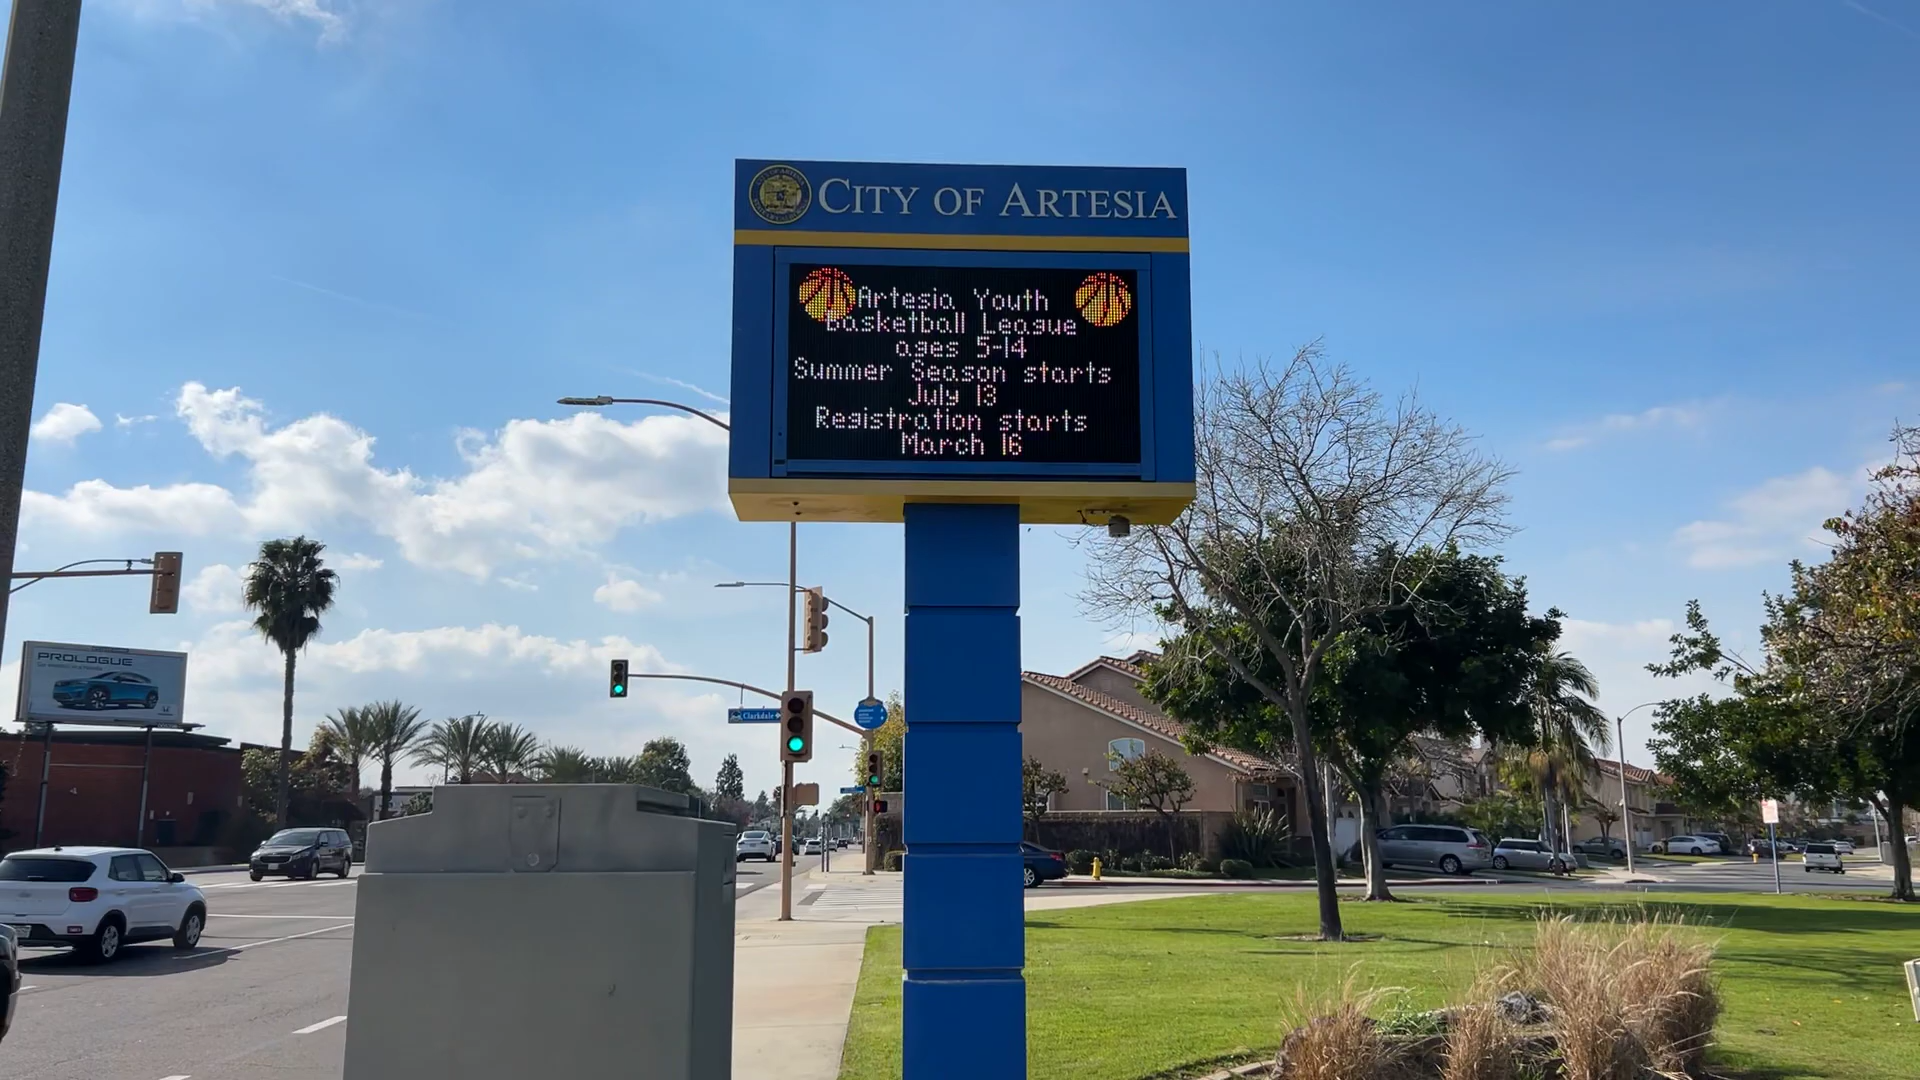 CITY OF ARTESIA
Artesia Youth
Basketball League
ages 5-14
Summer Season starts
July 13
Registration starts
March 16
PROLOGUE
Clarkdale